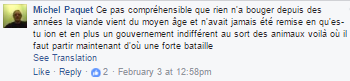 Michel Paquet Ce pas compréhensible que rien n'a bouger depuis des
années la viande vient du moyen âge et n'avait jamais été remise en qu'es-
tu ion et en plus un gouvernement indifférent au sort des animaux voilà où il
faut partir maintenant d'où une forte bataille
See Translation
Like · Reply · 2 · February 3 at 12:58pm